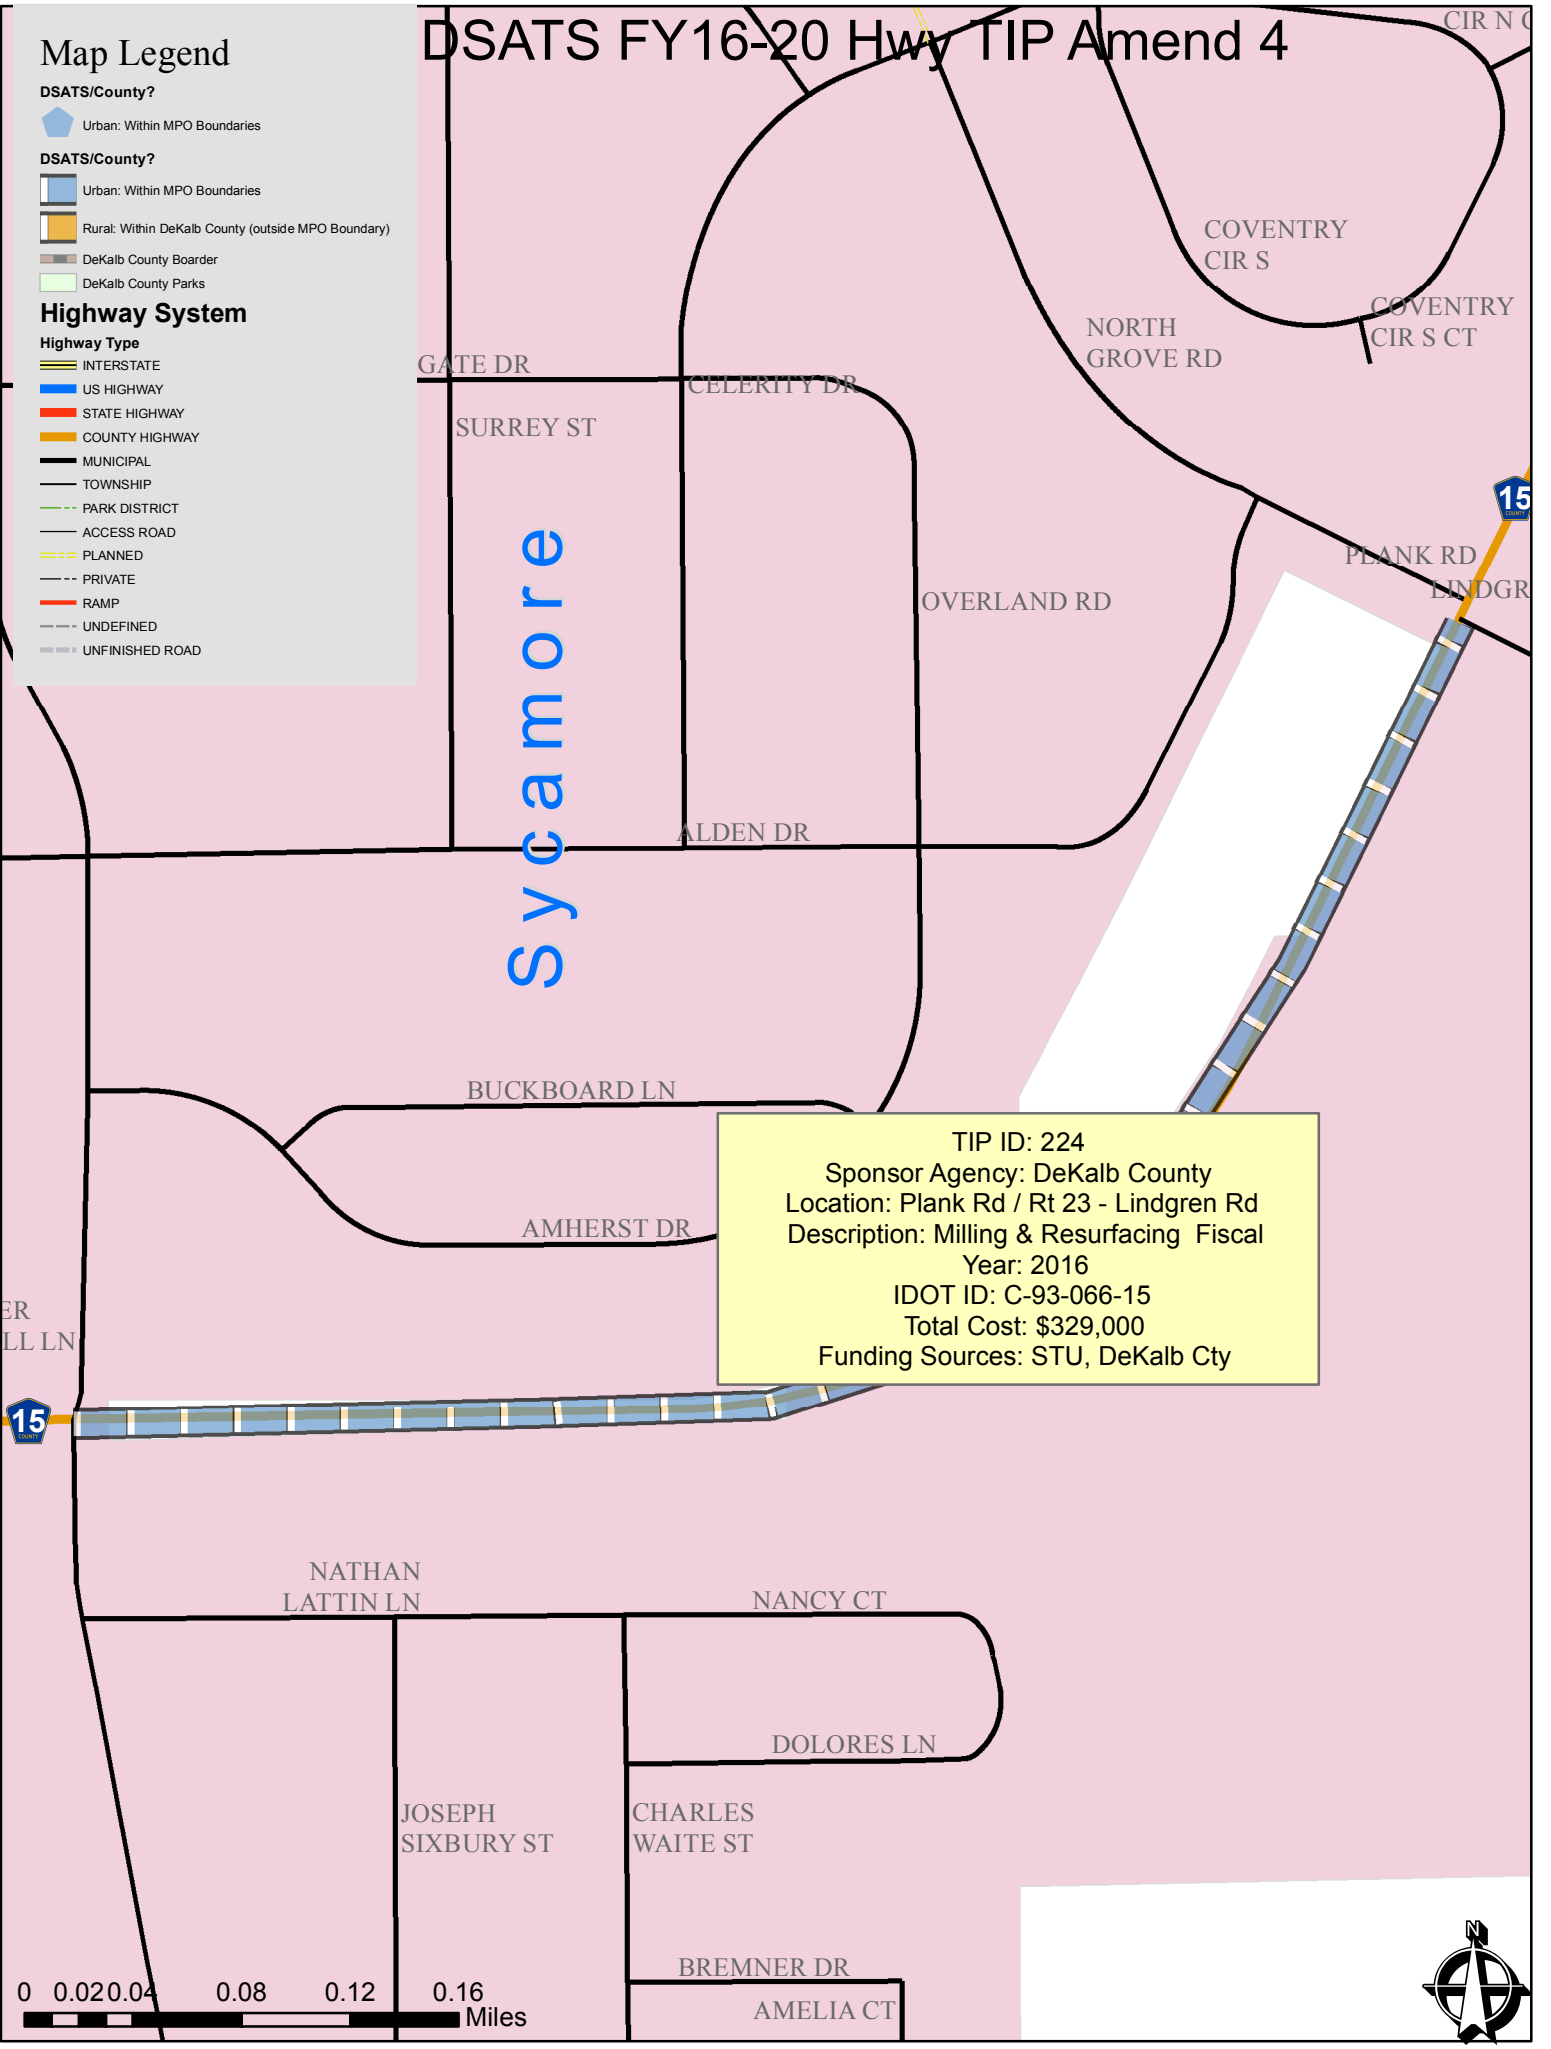 DSATS FY16-20 Hwy TIP Amend 4
Map Legend
DSATS/County?
Urban: Within MPO Boundaries
DSATS/County?
Urban: Within MPO Boundaries
Rural: Within DeKalb County (outside MPO Boundary)
DeKalb County Boarder
DeKalb County Parks
Highway System
Highway Type
INTERSTATE
US HIGHWAY
STATE HIGHWAY
COUNTY HIGHWAY
MUNICIPAL
TOWNSHIP
PARK DISTRICT
ACCESS ROAD
PLANNED
PRIVATE
RAMP
UNDEFINED
UNFINISHED ROAD
CIR N C
COVENTRY
CIR S
COVENTRY
CIR S CT
NORTH
GROVE RD
GATE DR
CELERITY DR
SURREY ST
15
COUNTY
PLANK RD
LINDGR
OVERLAND RD
Sycamore
ALDEN DR
BUCKBOARD LN
AMHERST DR
TIP ID: 224
Sponsor Agency: DeKalb County
Location: Plank Rd / Rt 23 - Lindgren Rd
Description: Milling & Resurfacing Fiscal
Year: 2016
IDOT ID: C-93-066-15
Total Cost: $329,000
Funding Sources: STU, DeKalb Cty
ER
LL LN
15
COUNTY
NATHAN
LATTIN LN
NANCY CT
DOLORES LN
JOSEPH
SIXBURY ST
CHARLES
WAITE ST
BREMNER DR
AMELIA CT
0 0.02 0.04 0.08 0.12 0.16
Miles
N